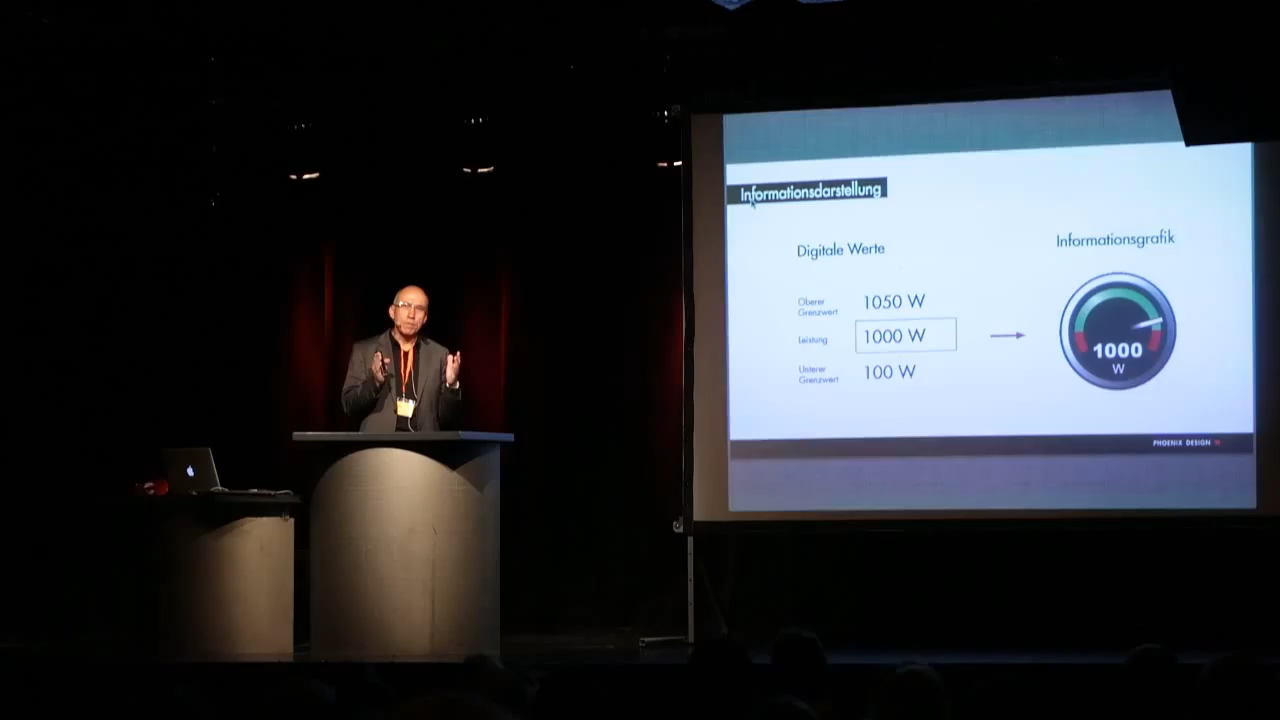 Informationsdarstellung
Digitale Werte
Informationsgrafik
Oberer
Grenzwert
1050 W
Leistung
1000 W
Unterer
Grenzwert
100 W
1000
W
PHOENIX DESIGN